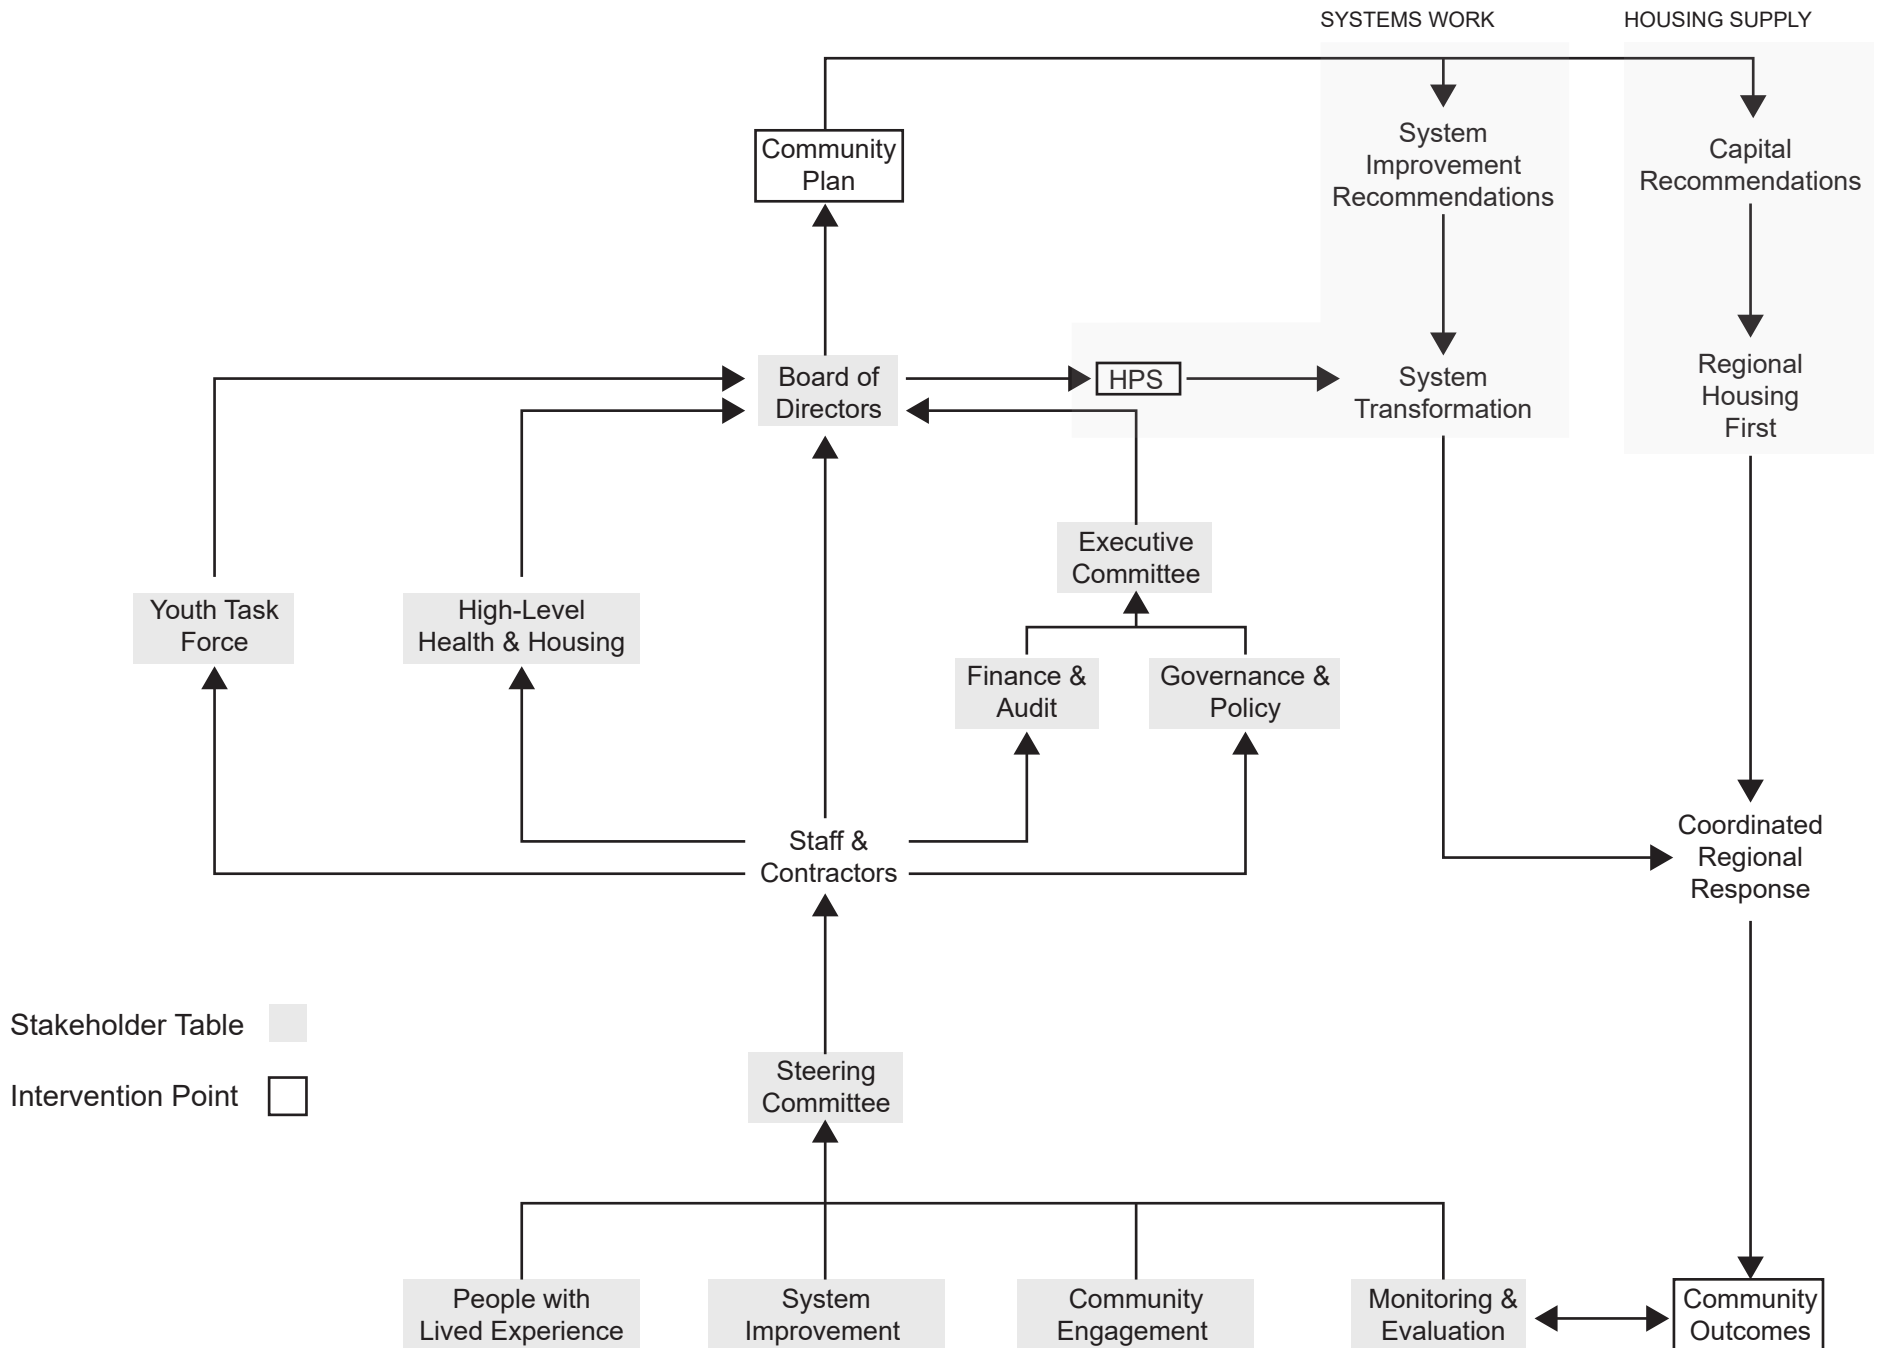 SYSTEMS WORK
HOUSING SUPPLY
Community
Plan
System
Improvement
Recommendations
Capital
Recommendations
Board of
Directors
HPS
System
Transformation
Regional
Housing
First
Executive
Committee
Youth Task
Force
High-Level
Health & Housing
Finance &
Audit
Governance &
Policy
Staff &
Contractors
Coordinated
Regional
Response
Stakeholder Table
Intervention Point
Steering
Committee
People with
Lived Experience
System
Improvement
Community
Engagement
Monitoring &
Evaluation
Community
Outcomes